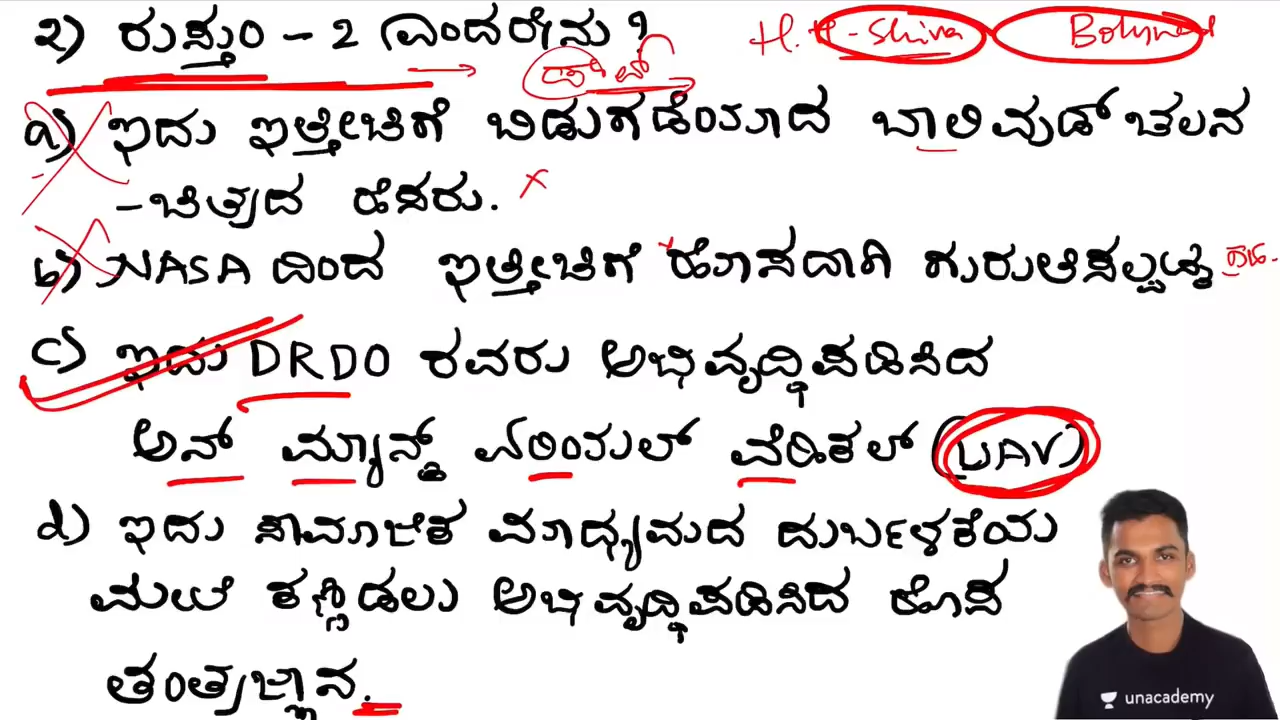 ೨) ರುಸ್ತುಂ - 2 ಎಂದರೇನು ?
H. H - Shiva Bolywood
a) ಇದು ಇತ್ತೀಚಿಗೆ ಬಿಡುಗಡೆಯಾದ ಬಾಲಿವುಡ್ ಚಲನ
- ಚಿತ್ರದ ಹೆಸರು.
b) NASA ದಿಂದ ಇತ್ತೀಚಿಗೆ ಹೊಸದಾಗಿ ಗುರುತಿಸಲ್ಪಟ್ಟ
c) ಇದು DRDO ರವರು ಅಭಿವೃದ್ಧಿಪಡಿಸಿದ
ಅನ್ ಮ್ಯಾನ್ಡ್ ಏರಿಯಲ್ ವೆಹಿಕಲ್ (UAV)
d) ಇದು ಸಾಮಾಜಿಕ ಮಾಧ್ಯಮದ ದುರ್ಬಳಕೆಯ
ಮೇಲೆ ಕಣ್ಣಿಡಲು ಅಭಿವೃದ್ಧಿಪಡಿಸಿದ ಹೊಸ
ತಂತ್ರಜ್ಞಾನ.
unacademy